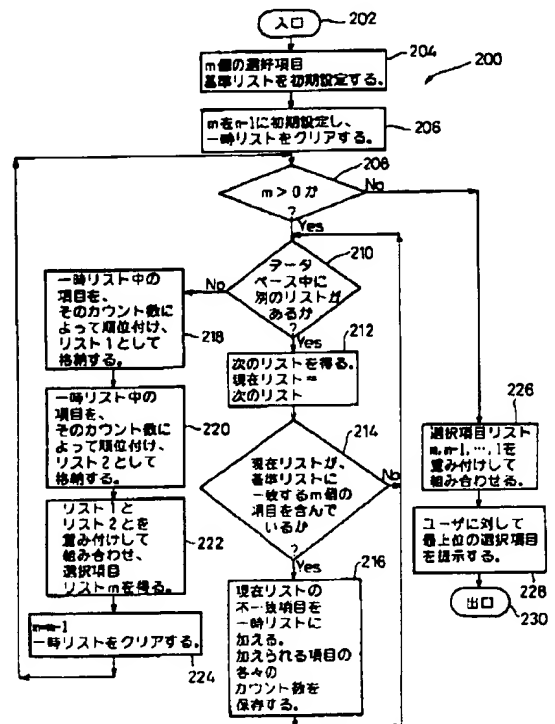 入口
202
204
m個の選好項目
基準リストを初期設定する。
200
mをn-1に初期設定し、
一時リストをクリアする。
206
208
m>0か
?
No
Yes
210
データ
ベース中に
別のリストが
あるか
?
No
Yes
一時リスト中の
項目を、
そのカウント数に
よって順位付け、
リスト1として
格納する。
218
212
次のリストを得る。
現在リスト=
次のリスト
一時リスト中の
項目を、
そのカウント数に
よって順位付け、
リスト2として
格納する。
220
214
現在リストが、
基準リストに
一致するm個の
項目を含んで
いるか
?
No
Yes
226
選択項目リスト
m,m-1,…,1を
重み付けして
組み合わせる。
リスト1と
リスト2とを
重み付けして
組み合わせ、
選択項目
リストmを得る。
222
216
現在リストの
不一致項目を
一時リストに
加える。
加えられる項目の
各々の
カウント数を
保存する。
ユーザに対して
最上位の選択項目
を提示する。
228
m=m-1
一時リストをクリアする。
224
出口
230